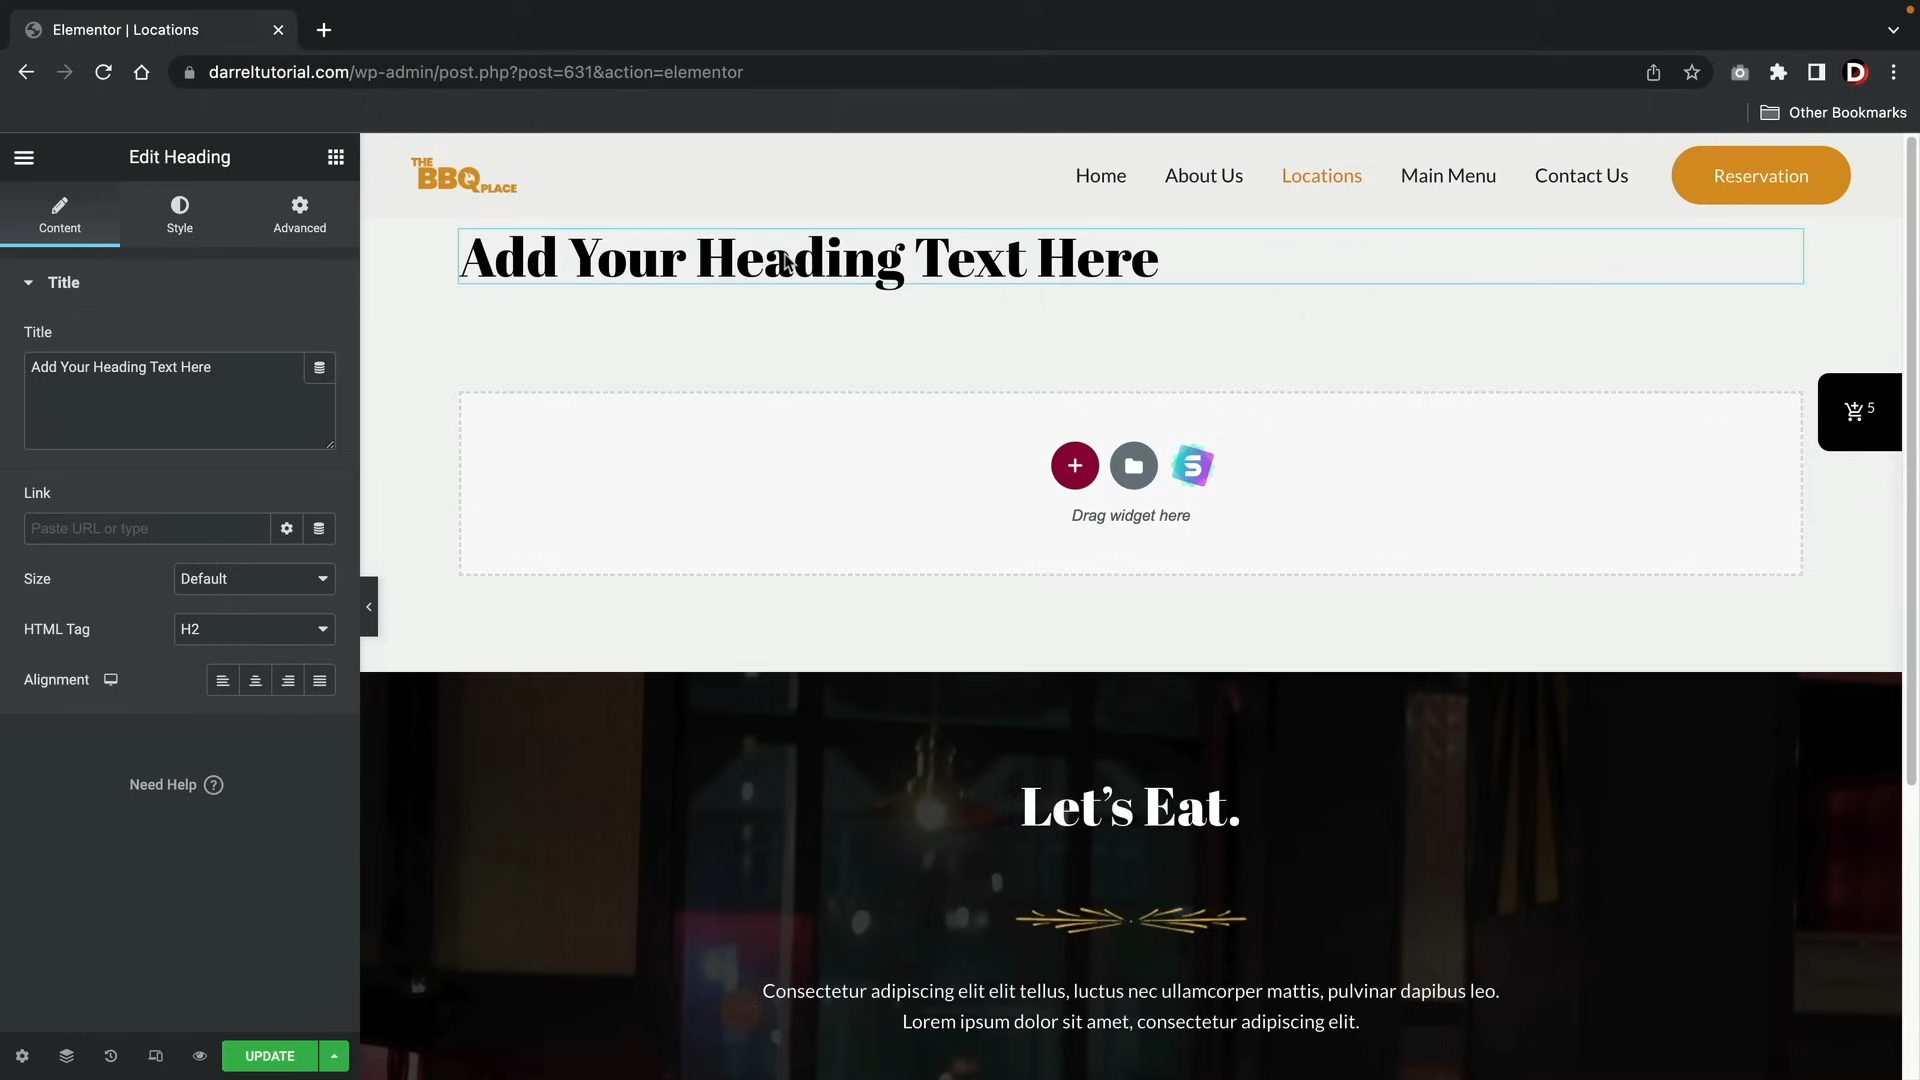 Elementor | Locations
darreltutorial.com/wp-admin/post.php?post=631&action=elementor
Other Bookmarks
Edit Heading
Content
Style
Advanced
Title
Title
Add Your Heading Text Here
Link
Paste URL or type
Size
Default
HTML Tag
H2
Alignment
Need Help ?
UPDATE
THE
BBQ PLACE
Home
About Us
Locations
Main Menu
Contact Us
Reservation
Add Your Heading Text Here
5
Drag widget here
Let’s Eat.
Consectetur adipiscing elit elit tellus, luctus nec ullamcorper mattis, pulvinar dapibus leo.
Lorem ipsum dolor sit amet, consectetur adipiscing elit.